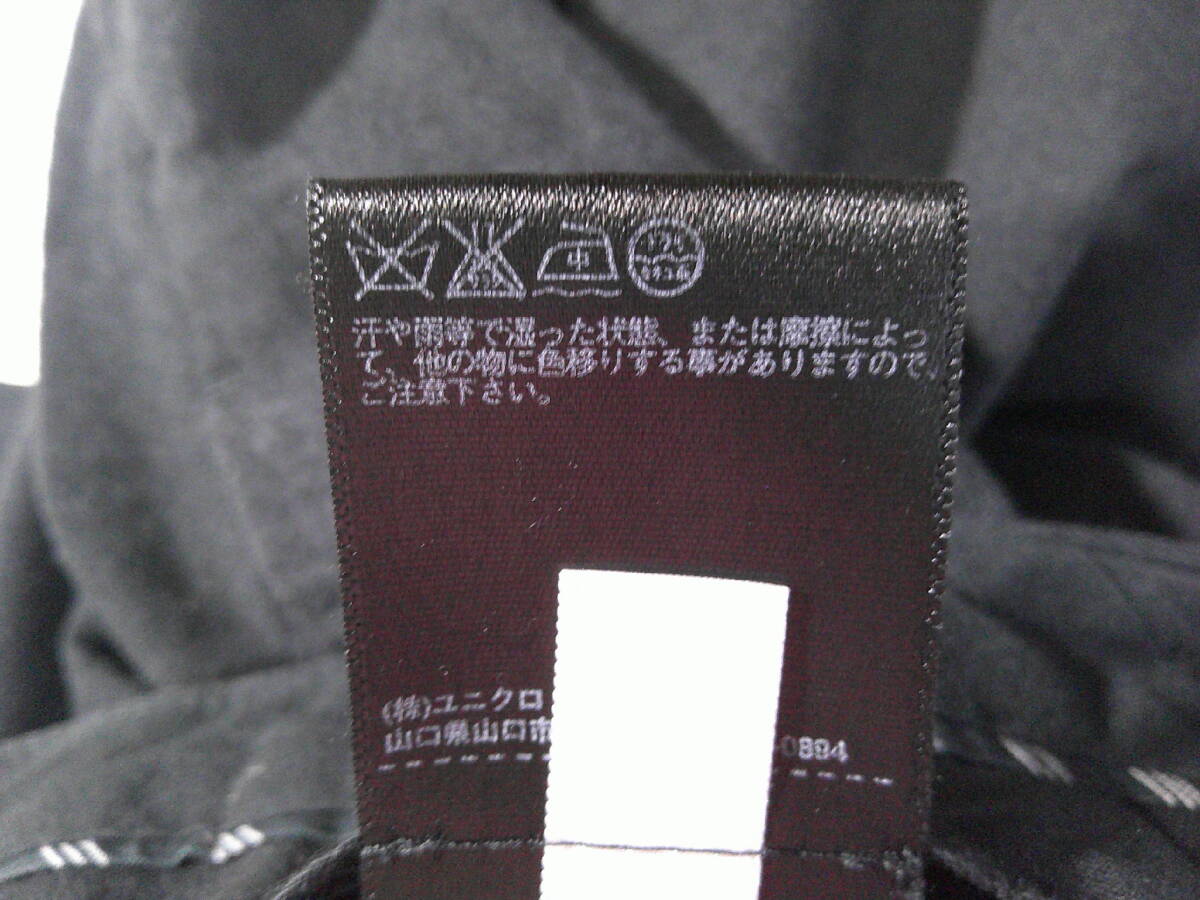 中
汗や雨等で湿った状態、または摩擦によっ
て、他の物に色移りする事がありますので、
ご注意下さい。
(株)ユニクロ
山口県山口市
0894